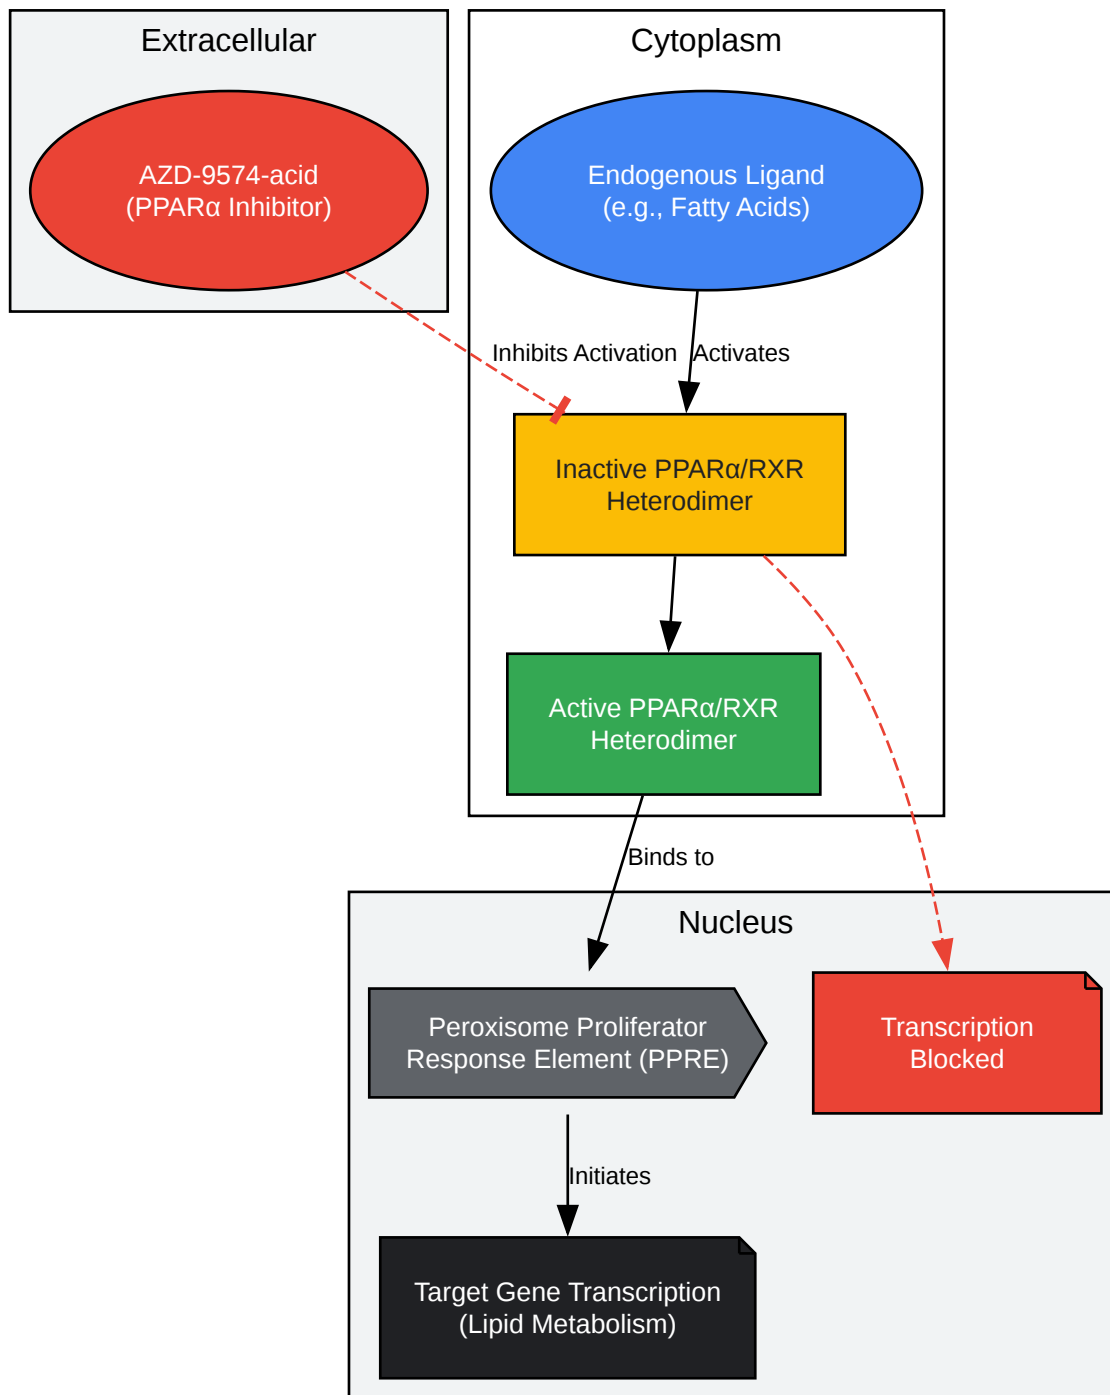 Extracellular
Cytoplasm
AZD-9574-acid
(PPARα Inhibitor)
Endogenous Ligand
(e.g., Fatty Acids)
Inhibits Activation
Activates
Inactive PPARα/RXR
Heterodimer
Active PPARα/RXR
Heterodimer
Binds to
Nucleus
Peroxisome Proliferator
Response Element (PPRE)
Transcription
Blocked
Initiates
Target Gene Transcription
(Lipid Metabolism)